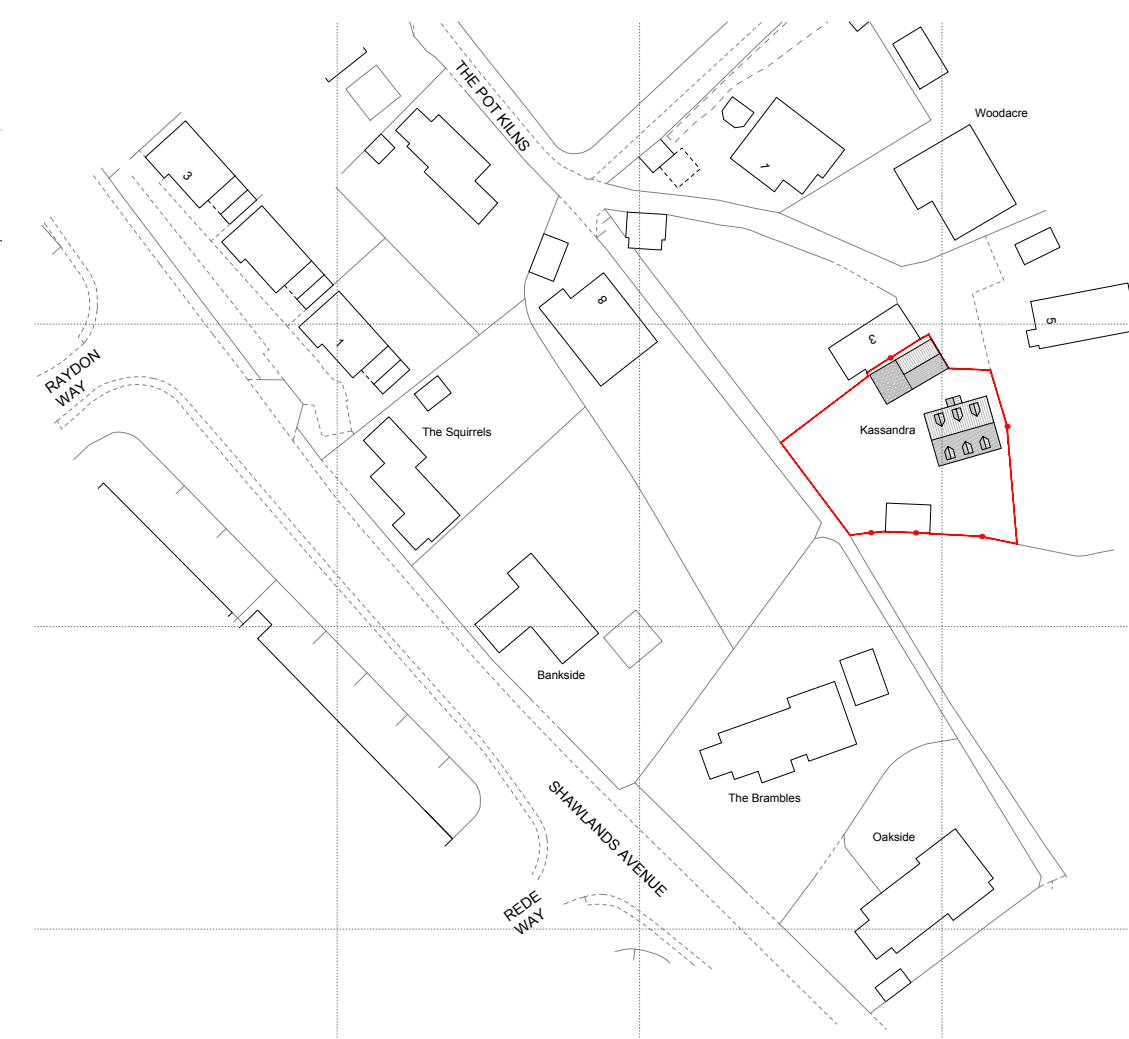 THE POT KILNS
Woodacre
3
1
8
3
5
1
RAYDON
WAY
The Squirrels
Kassandra
Bankside
The Brambles
SHAWLANDS AVENUE
Oakside
REDE
WAY